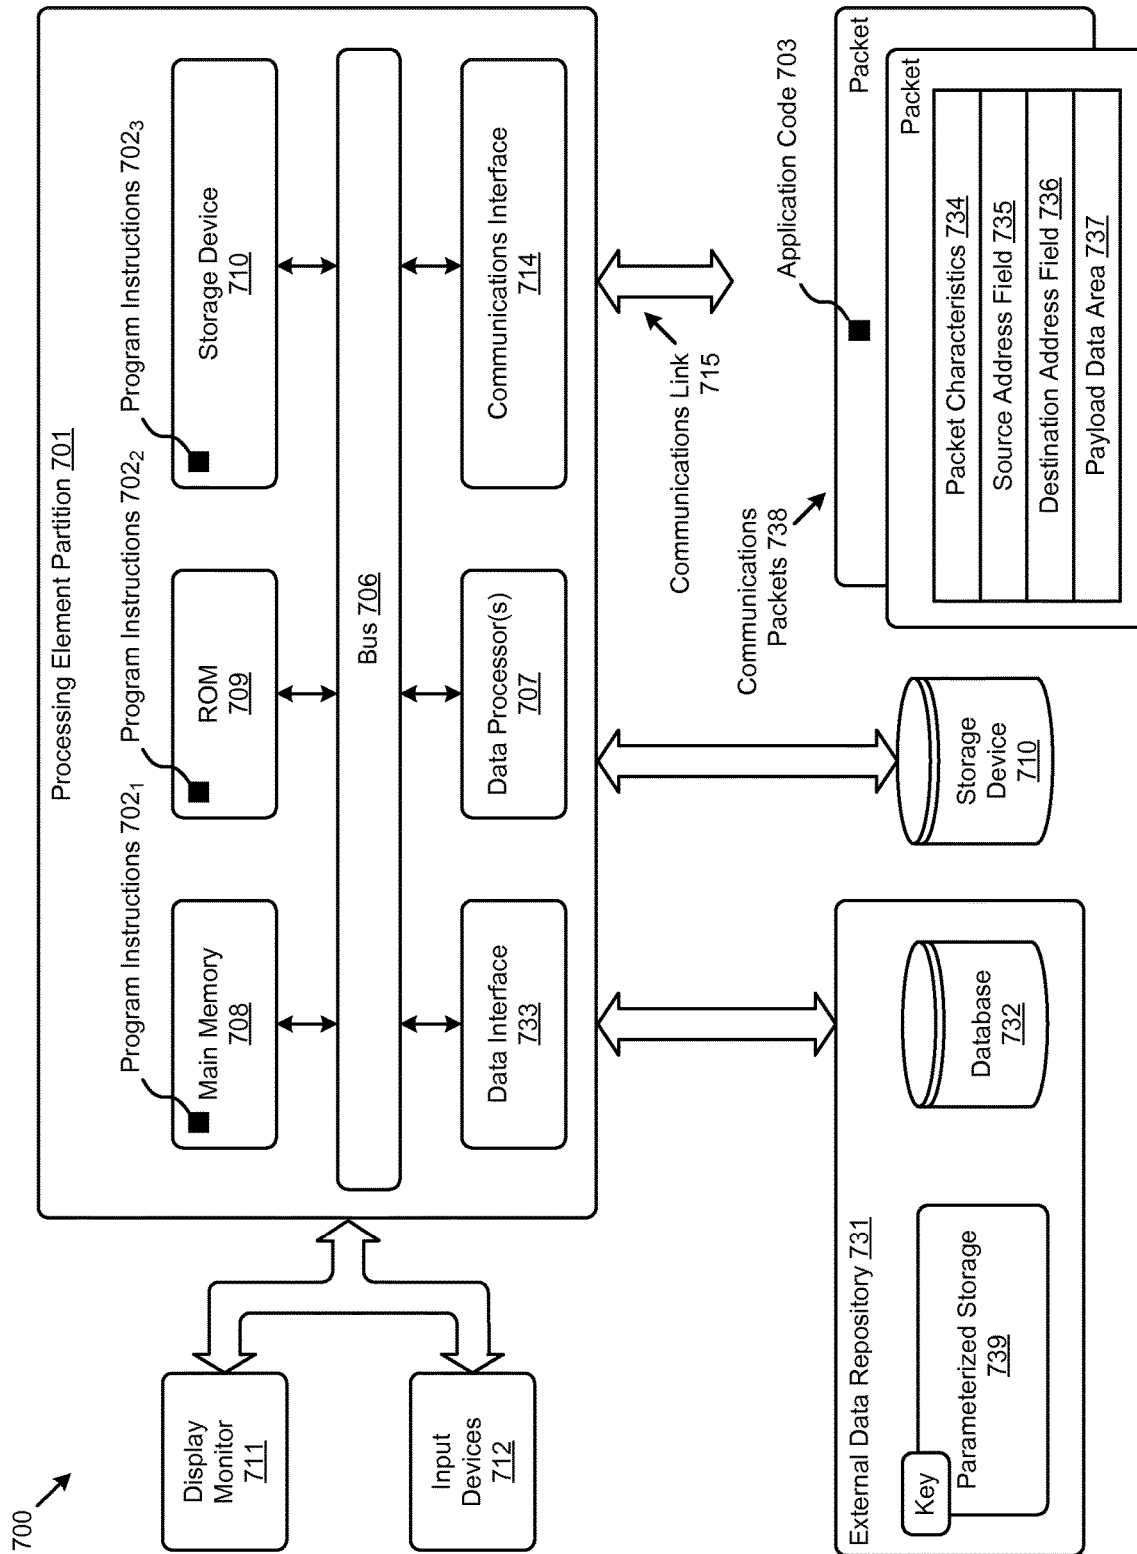 700
Processing Element Partition 701
Program Instructions 702₁
Program Instructions 702₂
Program Instructions 702₃
Display
Monitor
711
Input
Devices
712
Main Memory
708
ROM
709
Storage Device
710
Bus 706
Data Interface
733
Data Processor(s)
707
Communications Interface
714
Communications Link
715
External Data Repository 731
Key
Parameterized Storage
739
Database
732
Storage
Device
710
Communications
Packets 738
Application Code 703
Packet
Packet
Packet Characteristics 734
Source Address Field 735
Destination Address Field 736
Payload Data Area 737